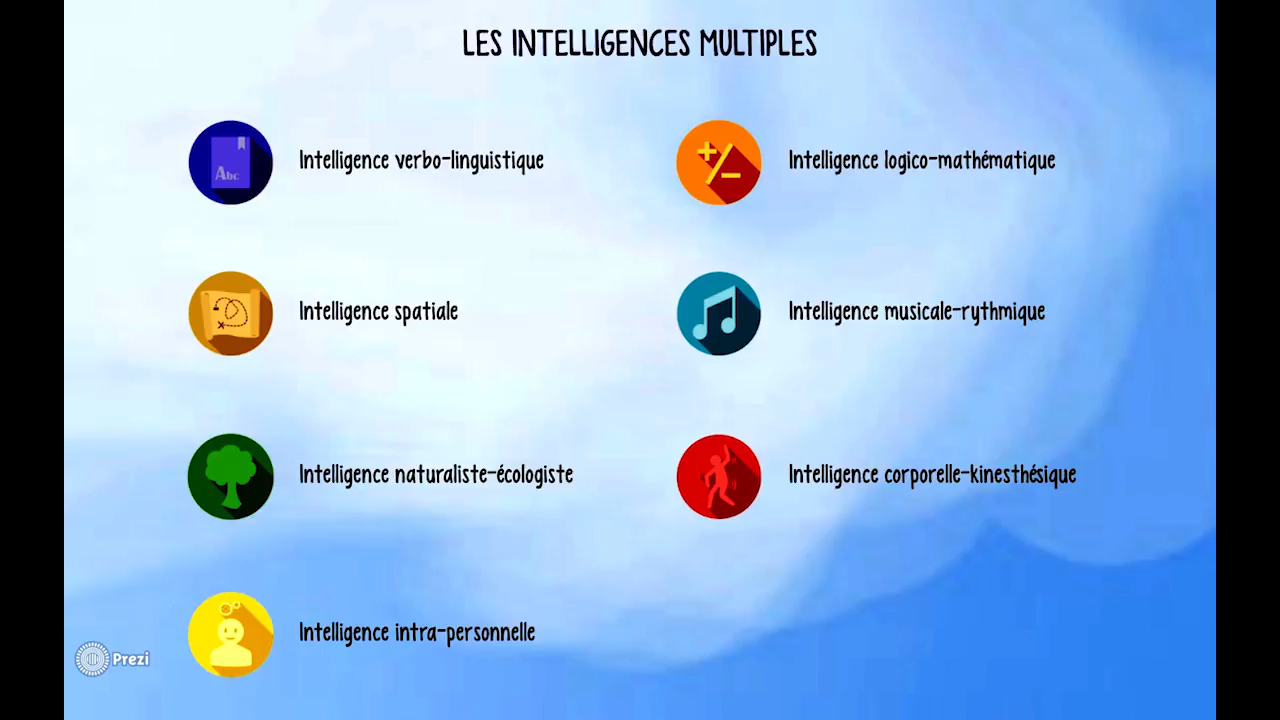 LES INTELLIGENCES MULTIPLES
Abc
Intelligence verbo-linguistique
Intelligence logico-mathématique
Intelligence spatiale
Intelligence musicale-rythmique
Intelligence naturaliste-écologiste
Intelligence corporelle-kinesthésique
Intelligence intra-personnelle
Prezi